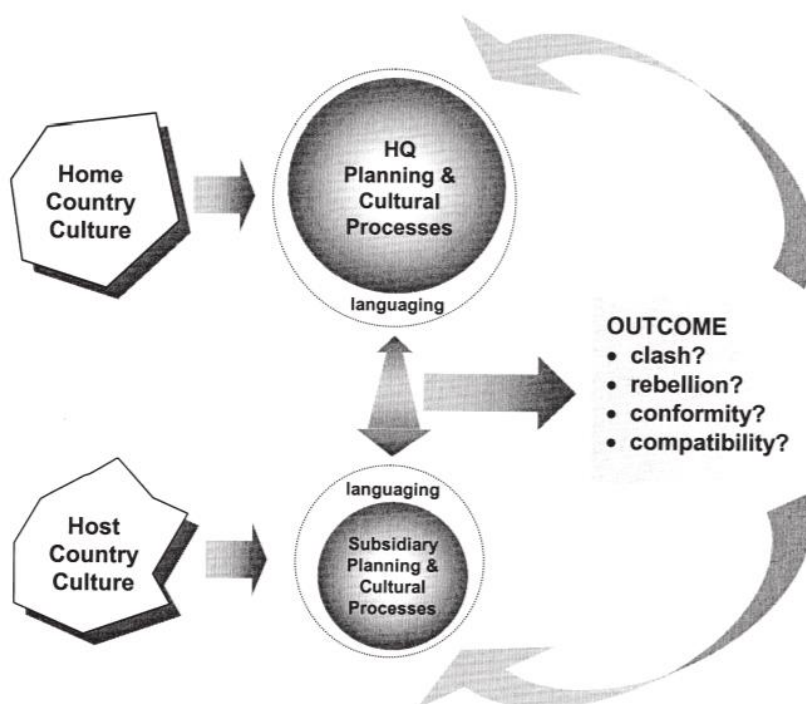 Home
Country
Culture
HQ
Planning &
Cultural
Processes
languaging
OUTCOME
• clash?
• rebellion?
• conformity?
• compatibility?
Host
Country
Culture
languaging
Subsidiary
Planning &
Cultural
Processes